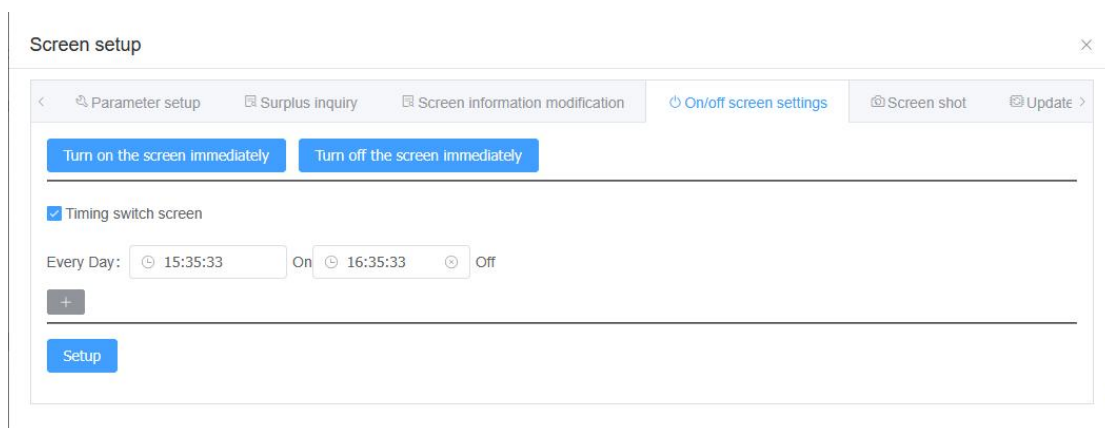 Screen setup
Parameter setup Surplus inquiry Screen information modification On/off screen settings Screen shot Update
Turn on the screen immediately Turn off the screen immediately
Timing switch screen
Every Day: 15:35:33 On 16:35:33 Off
+
Setup